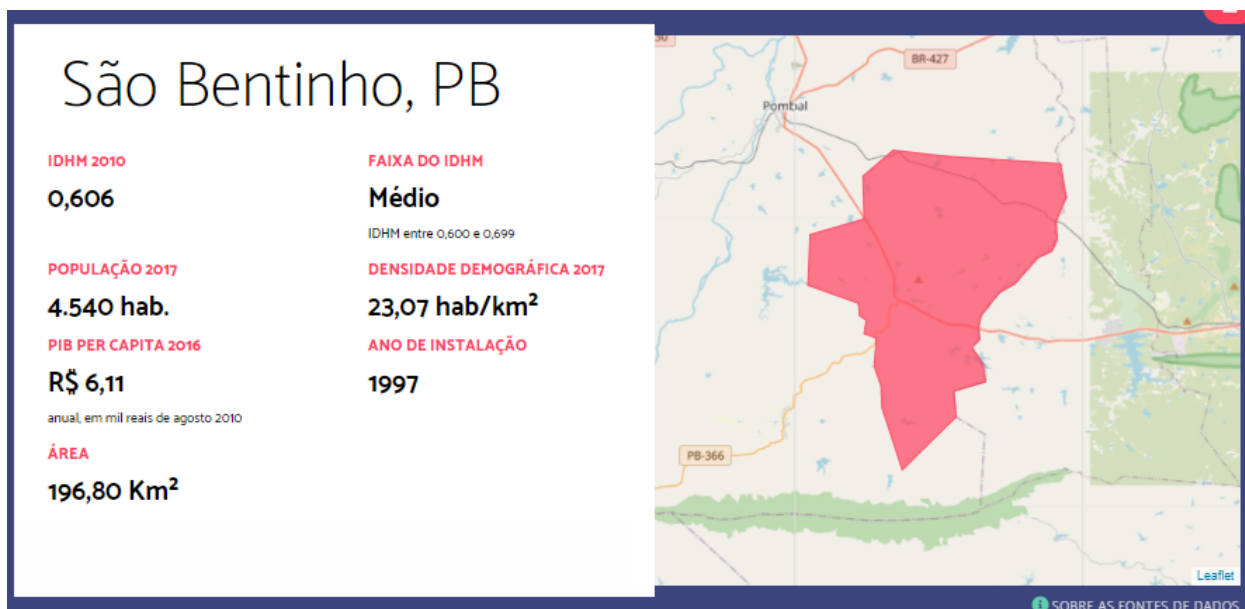 São Bentinho, PB
IDHM 2010
0,606
FAIXA DO IDHM
Médio
IDHM entre 0,600 e 0,699
POPULAÇÃO 2017
4.540 hab.
DENSIDADE DEMOGRÁFICA 2017
23,07 hab/km²
PIB PER CAPITA 2016
R$ 6,11
anual, em mil reais de agosto 2010
ANO DE INSTALAÇÃO
1997
ÁREA
196,80 Km²
BR-427
Pombal
PB-366
Leaflet
SOBRE AS FONTES DE DADOS